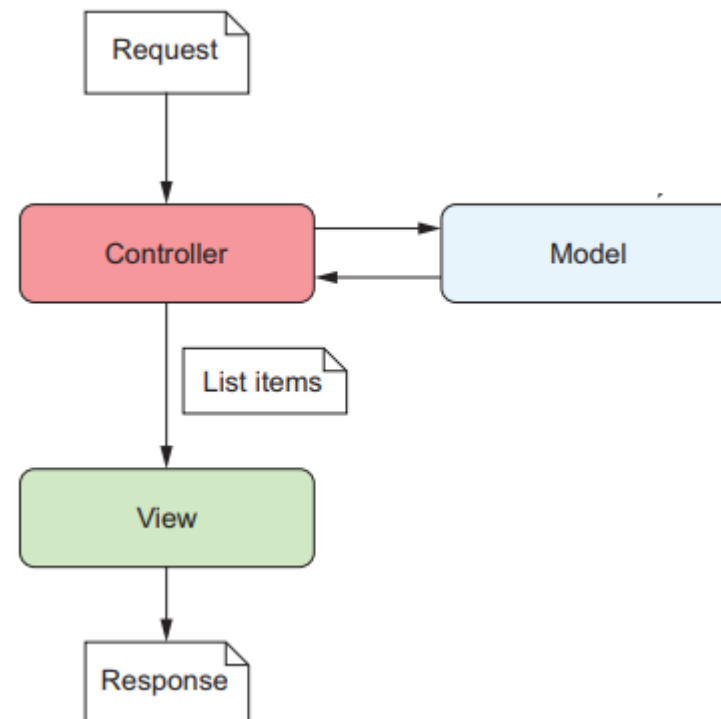 Request
Controller
Model
List items
View
Response